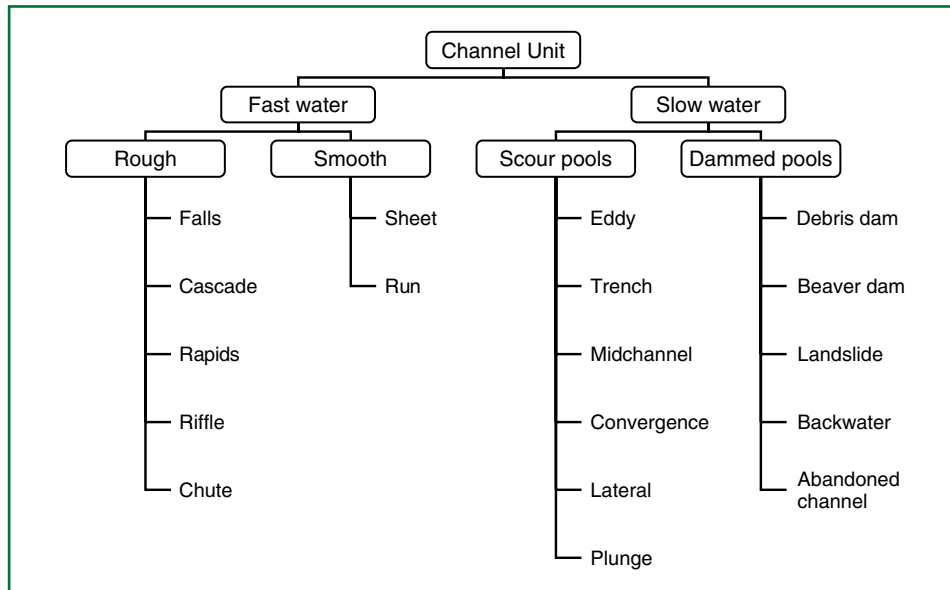 Channel Unit
Fast water
Slow water
Rough
Smooth
Scour pools
Dammed pools
Falls
Cascade
Rapids
Riffle
Chute
Sheet
Run
Eddy
Trench
Midchannel
Convergence
Lateral
Plunge
Debris dam
Beaver dam
Landslide
Backwater
Abandoned
channel